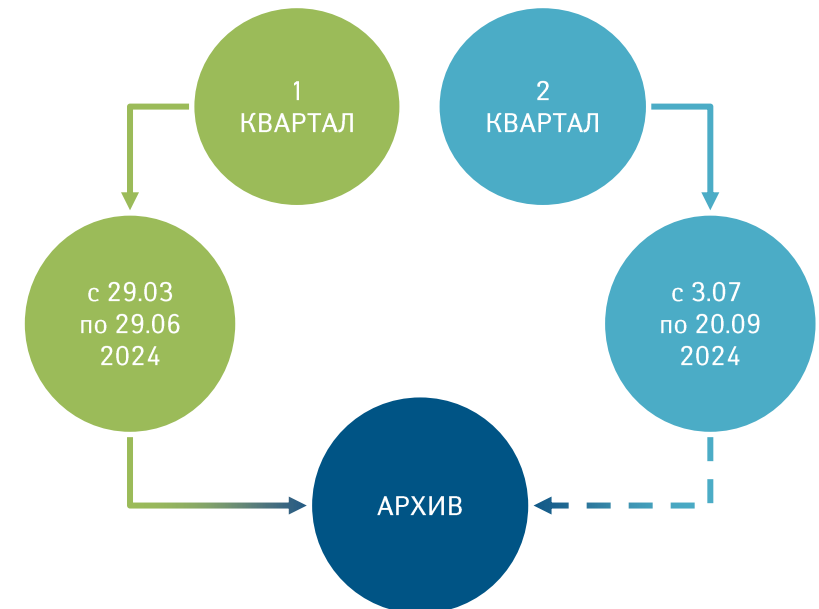 1
КВАРТАЛ
2
КВАРТАЛ
с 29.03
по 29.06
2024
с 3.07
по 20.09
2024
АРХИВ